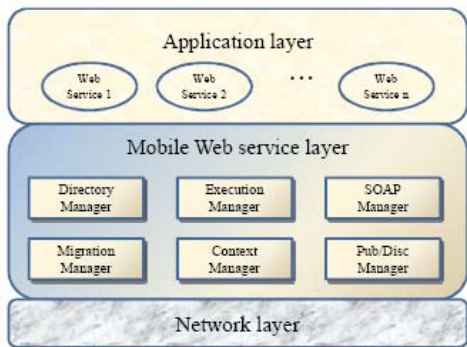 Application layer
Web
Service 1
Web
Service 2
...
Web
Service n
Mobile Web service layer
Directory
Manager
Execution
Manager
SOAP
Manager
Migration
Manager
Context
Manager
Pub/Disc
Manager
Network layer